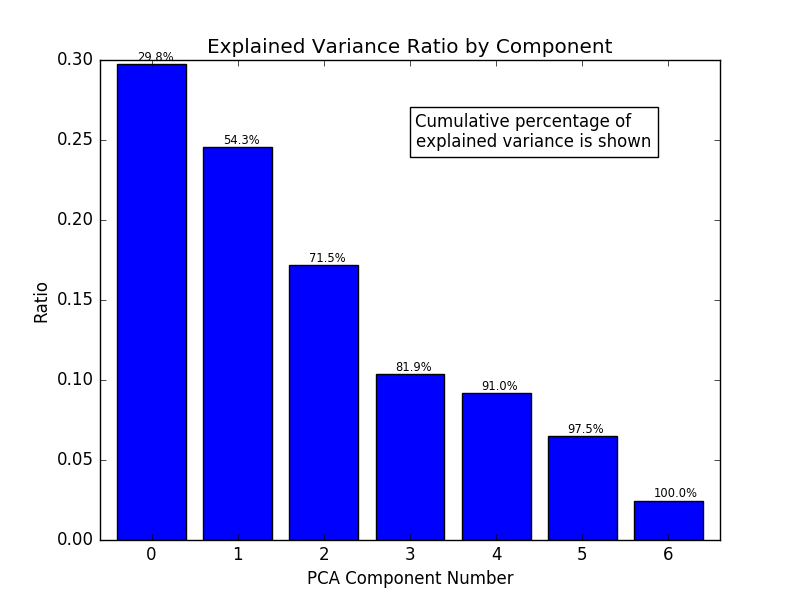 Explained Variance Ratio by Component
0.30
0.25
0.20
0.15
0.10
0.05
0.00
Ratio
29.8%
54.3%
71.5%
81.9%
91.0%
97.5%
100.0%
Cumulative percentage of
explained variance is shown
0 1 2 3 4 5 6
PCA Component Number